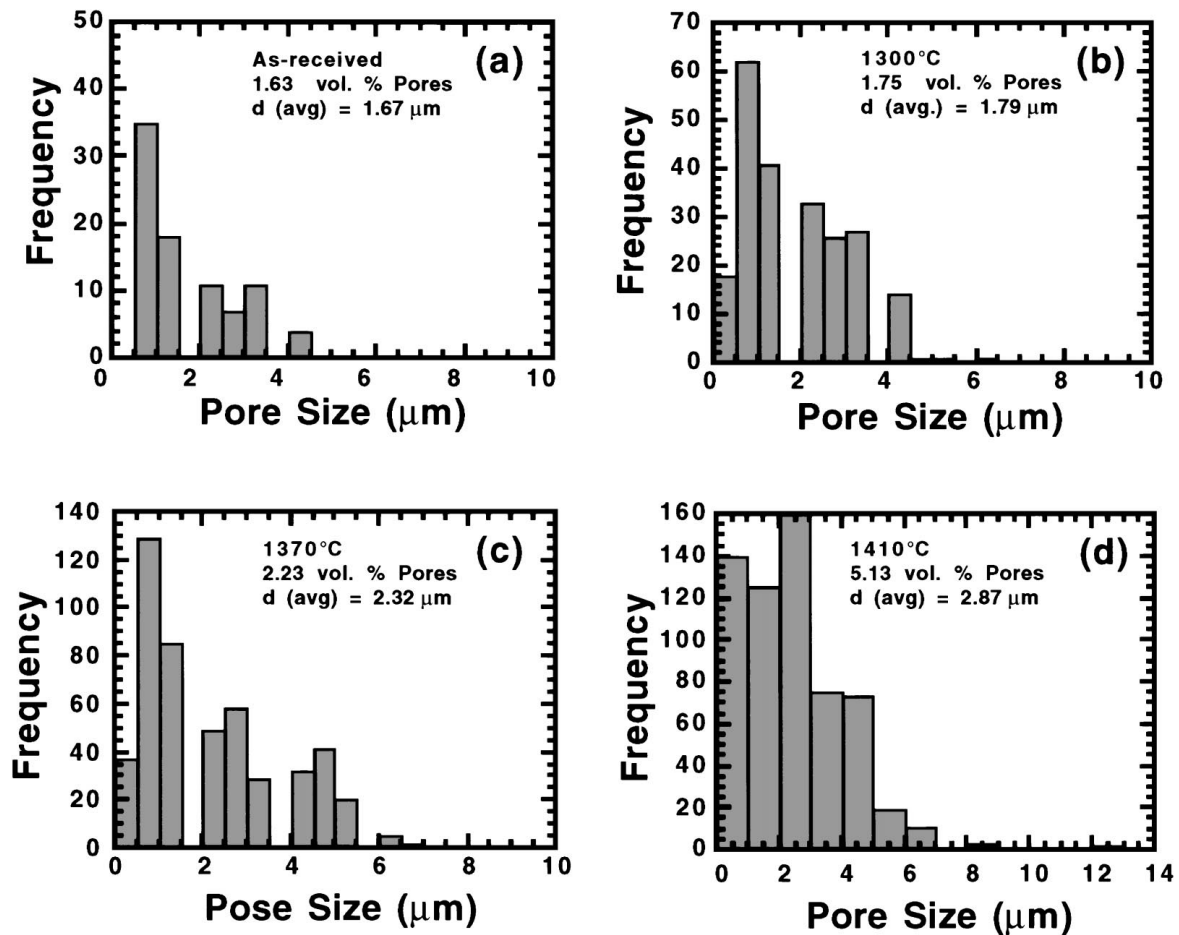 50
40
30
20
10
0
Frequency
(a)
As-received
1.63 vol. % Pores
d (avg) = 1.67 μm
0 2 4 6 8 10
Pore Size (μm)
70
60
50
40
30
20
10
0
Frequency
(b)
1300°C
1.75 vol. % Pores
d (avg.) = 1.79 μm
0 2 4 6 8 10
Pore Size (μm)
140
120
100
80
60
40
20
0
Frequency
(c)
1370°C
2.23 vol. % Pores
d (avg) = 2.32 μm
0 2 4 6 8 10
Pose Size (μm)
160
140
120
100
80
60
40
20
0
Frequency
(d)
1410°C
5.13 vol. % Pores
d (avg) = 2.87 μm
0 2 4 6 8 10 12 14
Pore Size (μm)